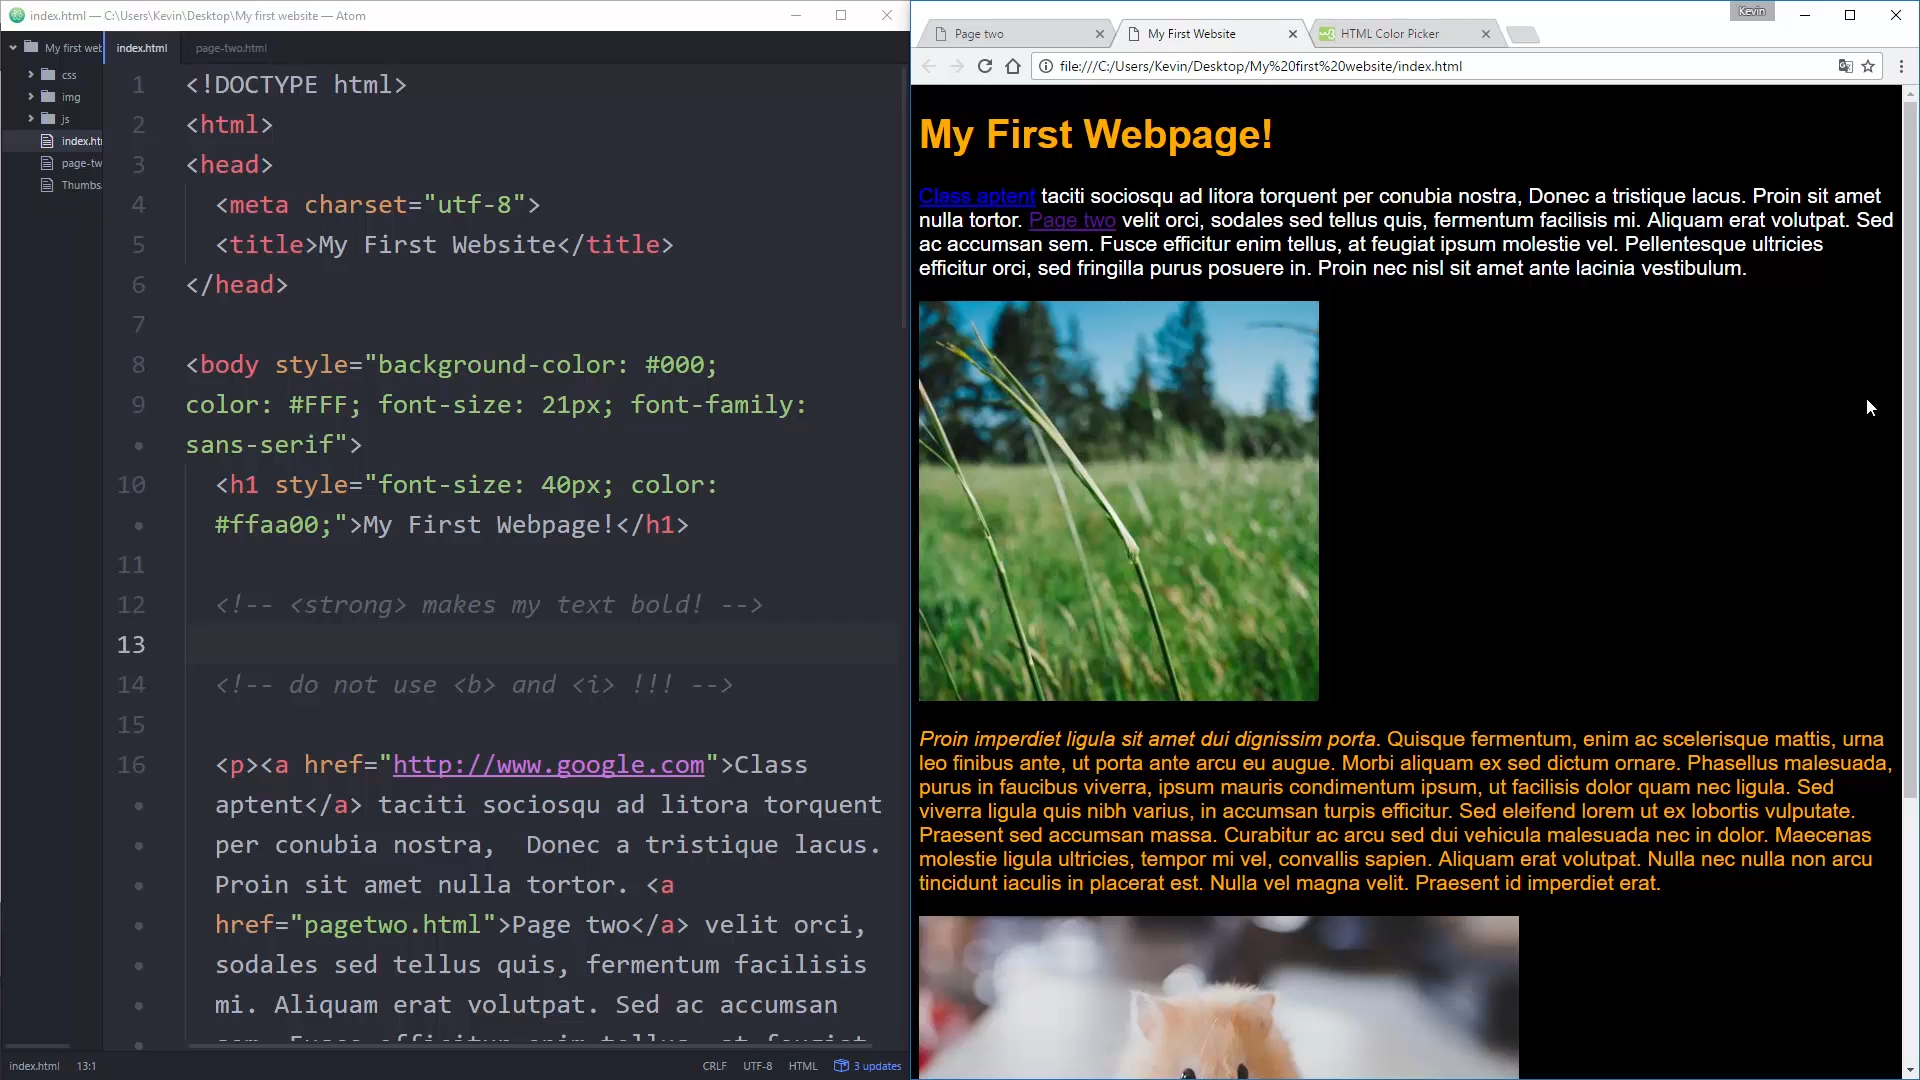 index.html — C:\Users\Kevin\Desktop\My first website — Atom
My first web
css
img
js
index.ht
page-tw
Thumbs.
index.html
page-two.html
1 <!DOCTYPE html>
2 <html>
3 <head>
4 <meta charset="utf-8">
5 <title>My First Website</title>
6 </head>
7
8 <body style="background-color: #000;
9 color: #FFF; font-size: 21px; font-family:
sans-serif">
10 <h1 style="font-size: 40px; color:
#ffaa00;">My First Webpage!</h1>
11
12 <!-- <strong> makes my text bold! -->
13
14 <!-- do not use <b> and <i> !!! -->
15
16 <p><a href="http://www.google.com">Class
aptent</a> taciti sociosqu ad litora torquent
per conubia nostra,  Donec a tristique lacus.
Proin sit amet nulla tortor. <a
href="pagetwo.html">Page two</a> velit orci,
sodales sed tellus quis, fermentum facilisis
mi. Aliquam erat volutpat. Sed ac accumsan
index.html 13:1 CRLF UTF-8 HTML 3 updates
Kevin
Page two
My First Website
HTML Color Picker
file:///C:/Users/Kevin/Desktop/My%20first%20website/index.html
My First Webpage!
Class aptent taciti sociosqu ad litora torquent per conubia nostra, Donec a tristique lacus. Proin sit amet
nulla tortor. Page two velit orci, sodales sed tellus quis, fermentum facilisis mi. Aliquam erat volutpat. Sed
ac accumsan sem. Fusce efficitur enim tellus, at feugiat ipsum molestie vel. Pellentesque ultricies
efficitur orci, sed fringilla purus posuere in. Proin nec nisl sit amet ante lacinia vestibulum.
Proin imperdiet ligula sit amet dui dignissim porta. Quisque fermentum, enim ac scelerisque mattis, urna
leo finibus ante, ut porta ante arcu eu augue. Morbi aliquam ex sed dictum ornare. Phasellus malesuada,
purus in faucibus viverra, ipsum mauris condimentum ipsum, ut facilisis dolor quam nec ligula. Sed
viverra ligula quis nibh varius, in accumsan turpis efficitur. Sed eleifend lorem ut ex lobortis vulputate.
Praesent sed accumsan massa. Curabitur ac arcu sed dui vehicula malesuada nec in dolor. Maecenas
molestie ligula ultricies, tempor mi vel, convallis sapien. Aliquam erat volutpat. Nulla nec nulla non arcu
tincidunt iaculis in placerat est. Nulla vel magna velit. Praesent id imperdiet erat.